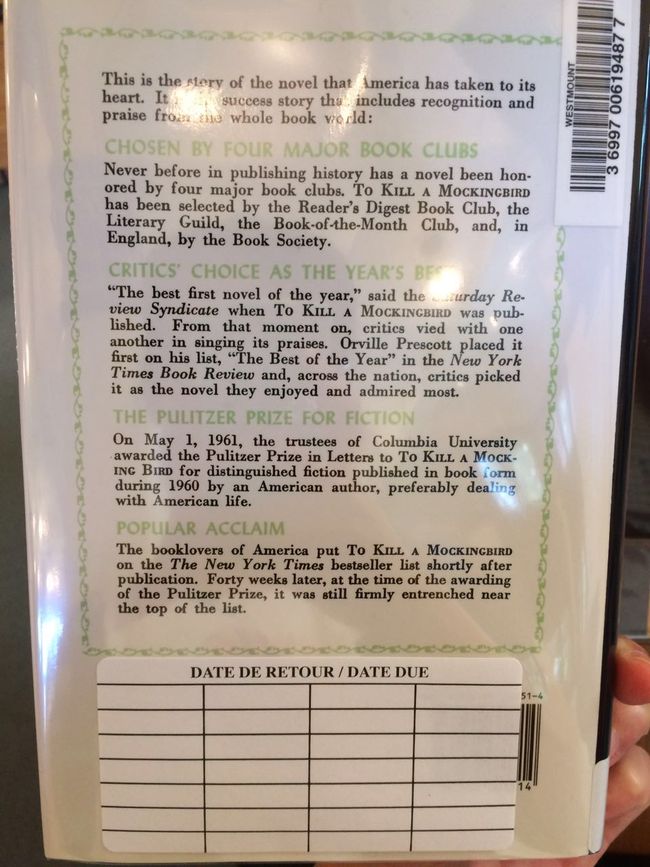 This is the story of the novel that America has taken to its
heart. It success story that includes recognition and
praise from the whole book world:
CHOSEN BY FOUR MAJOR BOOK CLUBS
Never before in publishing history has a novel been hon-
ored by four major book clubs. TO KILL A MOCKINGBIRD
has been selected by the Reader's Digest Book Club, the
Literary Guild, the Book-of-the-Month Club, and, in
England, by the Book Society.
CRITICS' CHOICE AS THE YEAR'S BEST
"The best first novel of the year," said the Saturday Re-
view Syndicate when TO KILL A MOCKINGBIRD was pub-
lished. From that moment on, critics vied with one
another in singing its praises. Orville Prescott placed it
first on his list, "The Best of the Year" in the New York
Times Book Review and, across the nation, critics picked
it as the novel they enjoyed and admired most.
THE PULITZER PRIZE FOR FICTION
On May 1, 1961, the trustees of Columbia University
awarded the Pulitzer Prize in Letters to TO KILL A MOCK-
ING BIRD for distinguished fiction published in book form
during 1960 by an American author, preferably dealing
with American life.
POPULAR ACCLAIM
The booklovers of America put TO KILL A MOCKINGBIRD
on the The New York Times bestseller list shortly after
publication. Forty weeks later, at the time of the awarding
of the Pulitzer Prize, it was still firmly entrenched near
the top of the list.
WESTMOUNT
3 6997 00619487 7
DATE DE RETOUR / DATE DUE
51-4
14